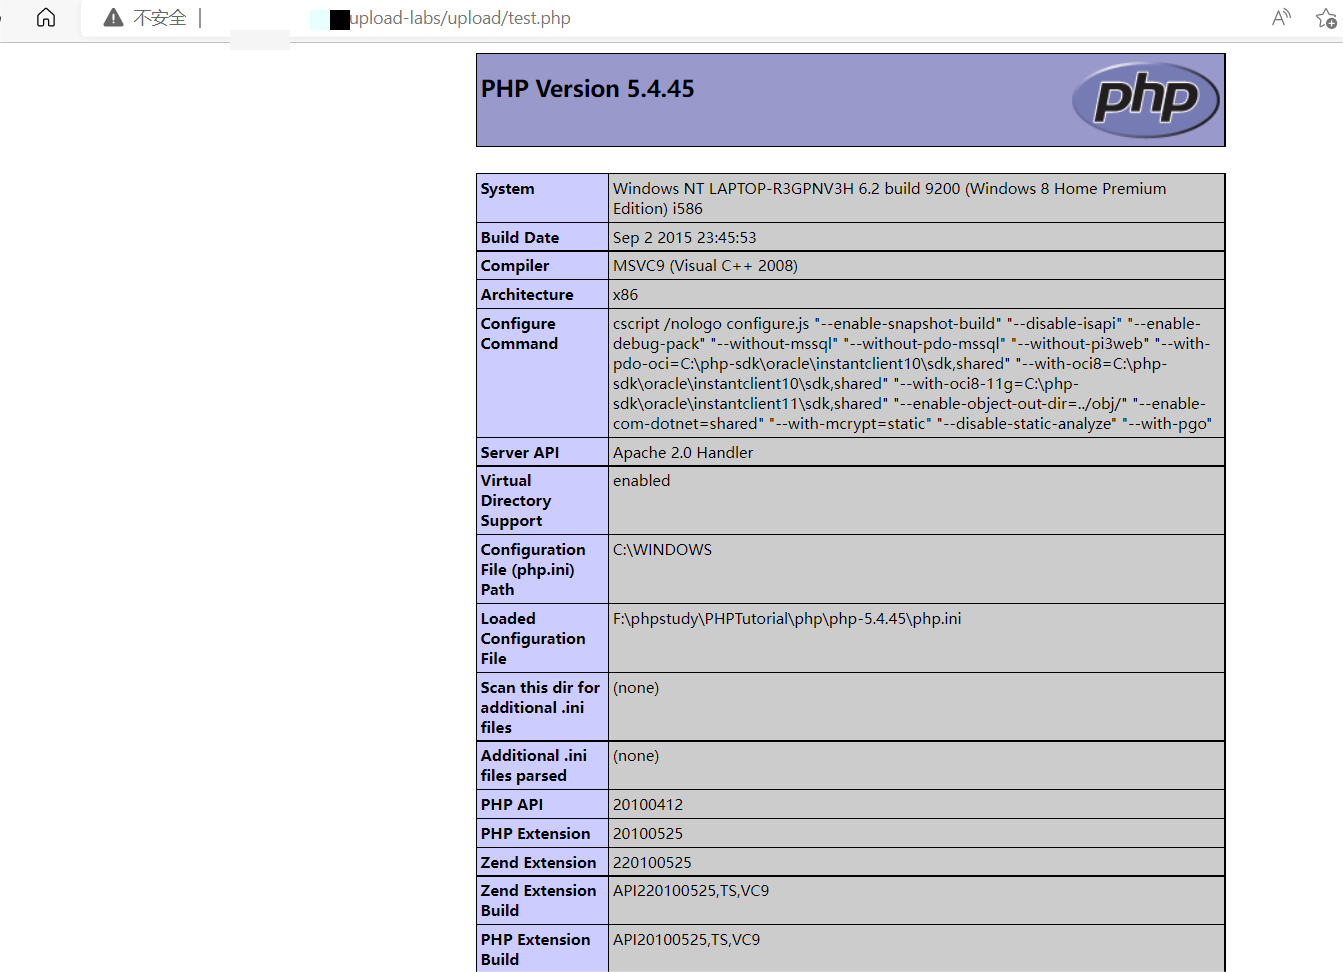 不安全 | upload-labs/upload/test.php
PHP Version 5.4.45
php
System
Windows NT LAPTOP-R3GPNV3H 6.2 build 9200 (Windows 8 Home Premium
Edition) i586
Build Date
Sep 2 2015 23:45:53
Compiler
MSVC9 (Visual C++ 2008)
Architecture
x86
Configure
Command
cscript /nologo configure.js "--enable-snapshot-build" "--disable-isapi" "--enable-
debug-pack" "--without-mssql" "--without-pdo-mssql" "--without-pi3web" "--with-
pdo-oci=C:\php-sdk\oracle\instantclient10\sdk,shared" "--with-oci8=C:\php-
sdk\oracle\instantclient10\sdk,shared" "--with-oci8-11g=C:\php-
sdk\oracle\instantclient11\sdk,shared" "--enable-object-out-dir=../obj/" "--enable-
com-dotnet=shared" "--with-mcrypt=static" "--disable-static-analyze" "--with-pgo"
Server API
Apache 2.0 Handler
Virtual
Directory
Support
enabled
Configuration
File (php.ini)
Path
C:\WINDOWS
Loaded
Configuration
File
F:\phpstudy\PHPTutorial\php\php-5.4.45\php.ini
Scan this dir for
additional .ini
files
(none)
Additional .ini
files parsed
(none)
PHP API
20100412
PHP Extension
20100525
Zend Extension
220100525
Zend Extension
Build
API220100525,TS,VC9
PHP Extension
Build
API20100525,TS,VC9